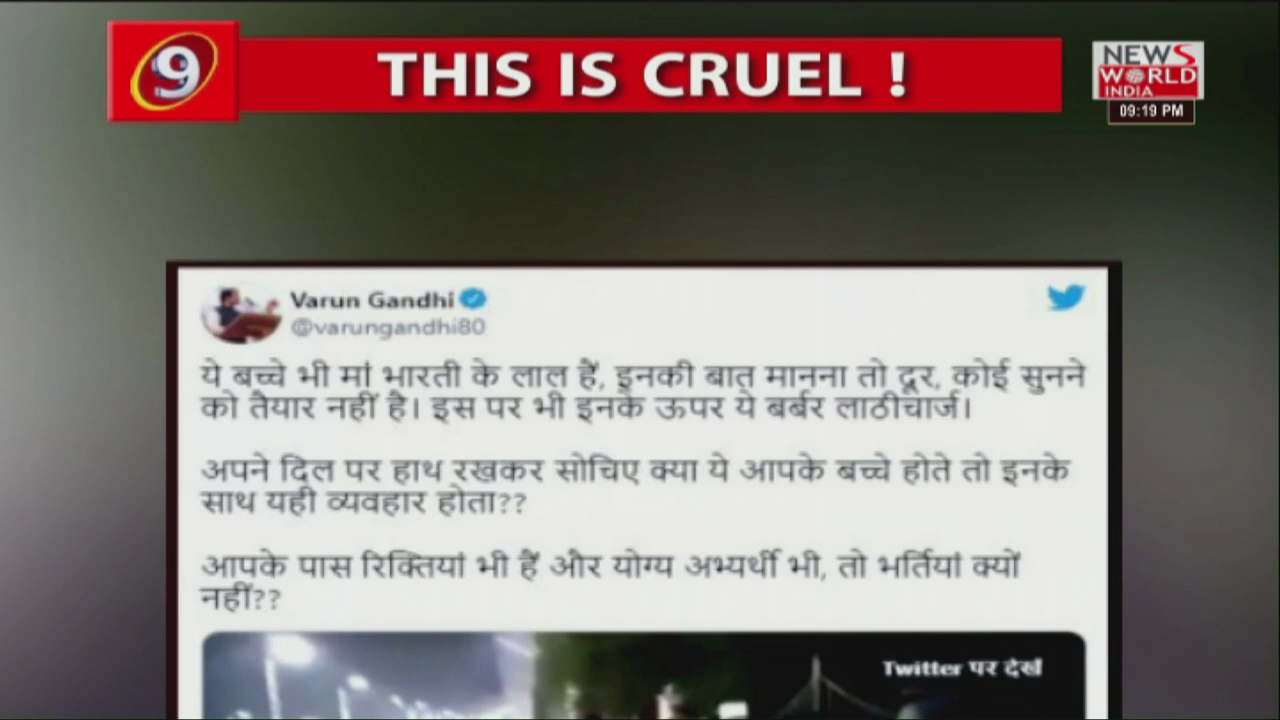 9
THIS IS CRUEL !
NEWS
WORLD
INDIA
09:19 PM
Varun Gandhi
@varungandhi80
ये बच्चे भी मां भारती के लाल हैं, इनकी बात मानना तो दूर, कोई सुनने
को तैयार नहीं है। इस पर भी इनके ऊपर ये बर्बर लाठीचार्ज।
अपने दिल पर हाथ रखकर सोचिए क्या ये आपके बच्चे होते तो इनके
साथ यही व्यवहार होता??
आपके पास रिक्तियां भी हैं और योग्य अभ्यर्थी भी, तो भर्तियां क्यों
नहीं??
Twitter पर देखें